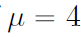 μ = 4